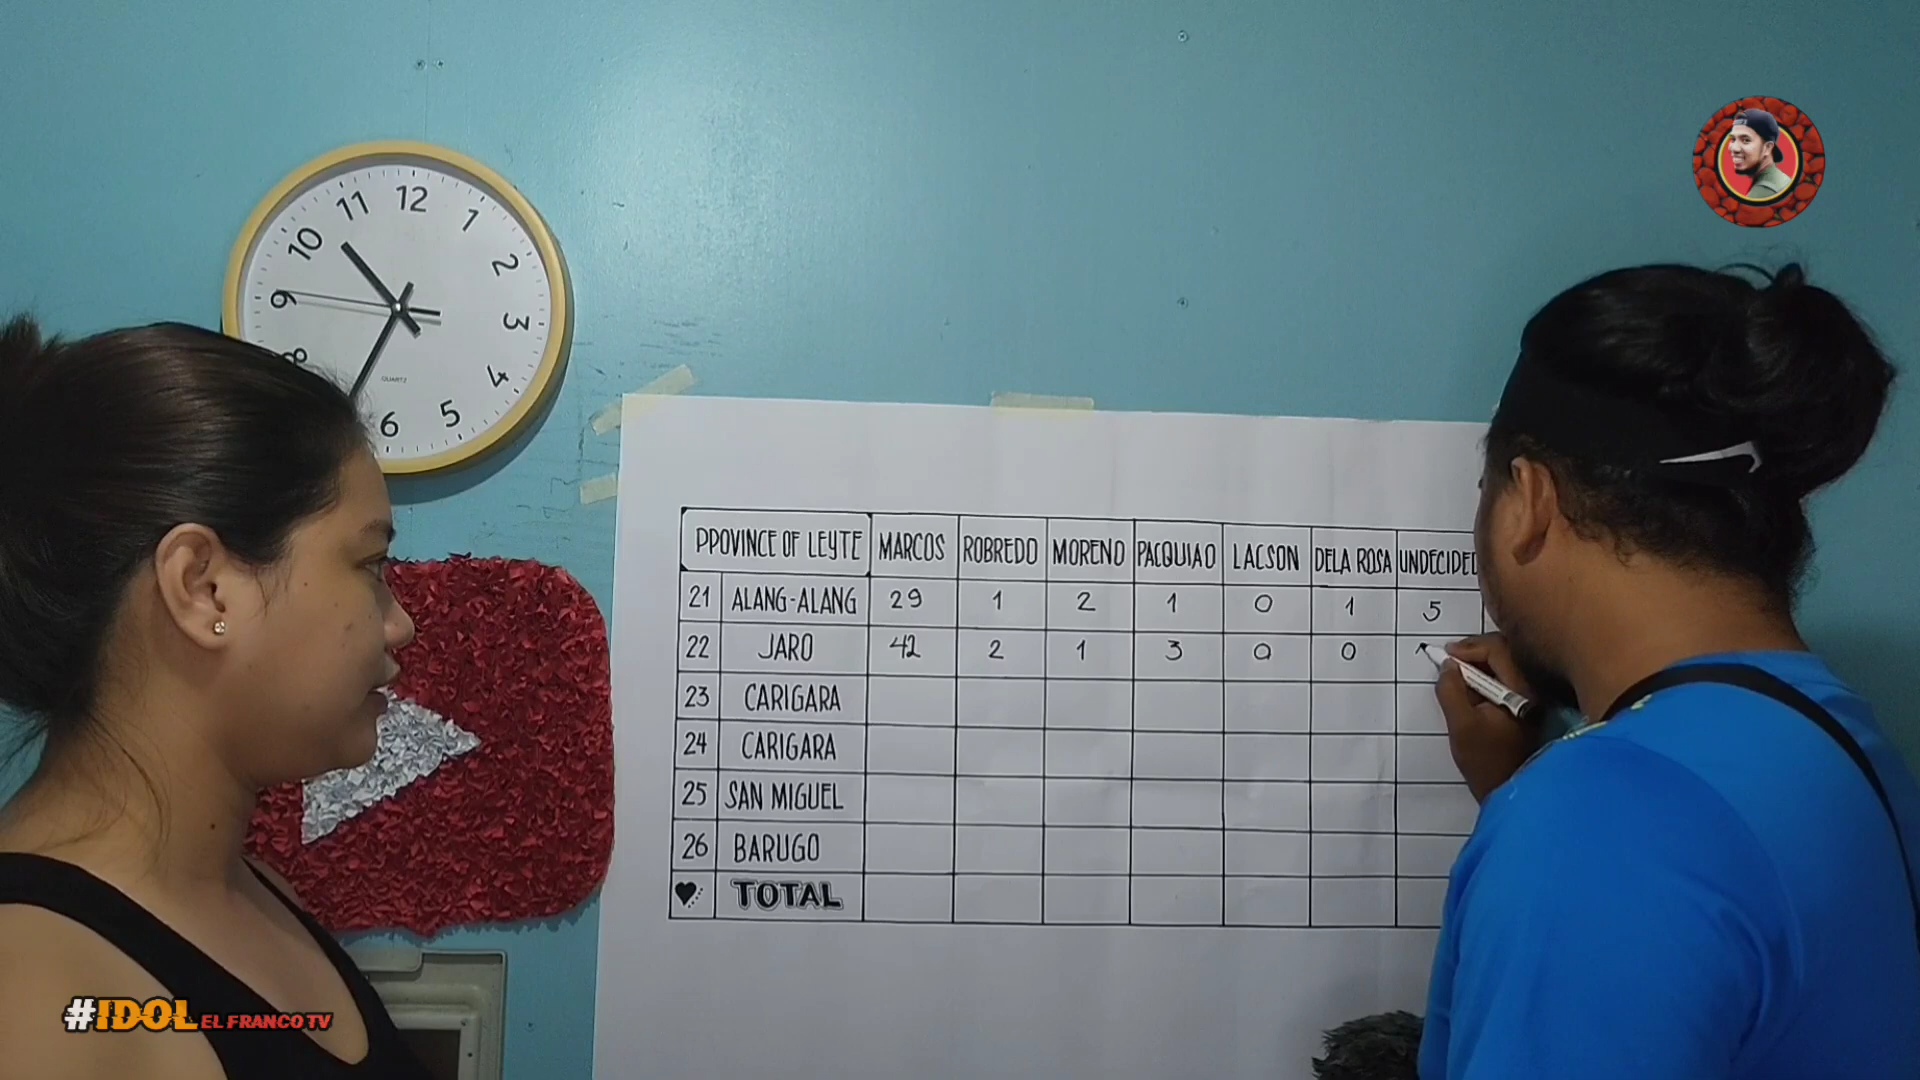 11 12 1
10 2
9 3
8 4
6 5
QUARTZ
PPOVINCE OF LEYTE MARCOS ROBREDO MORENO PACQUIAO LACSON DELA ROSA UNDECIDED
21 ALANG-ALANG 29 1 2 1 0 1 5
22 JARO 42 2 1 3 0 0
23 CARIGARA
24 CARIGARA
25 SAN MIGUEL
26 BARUGO
TOTAL
#IDOL EL FRANCO TV